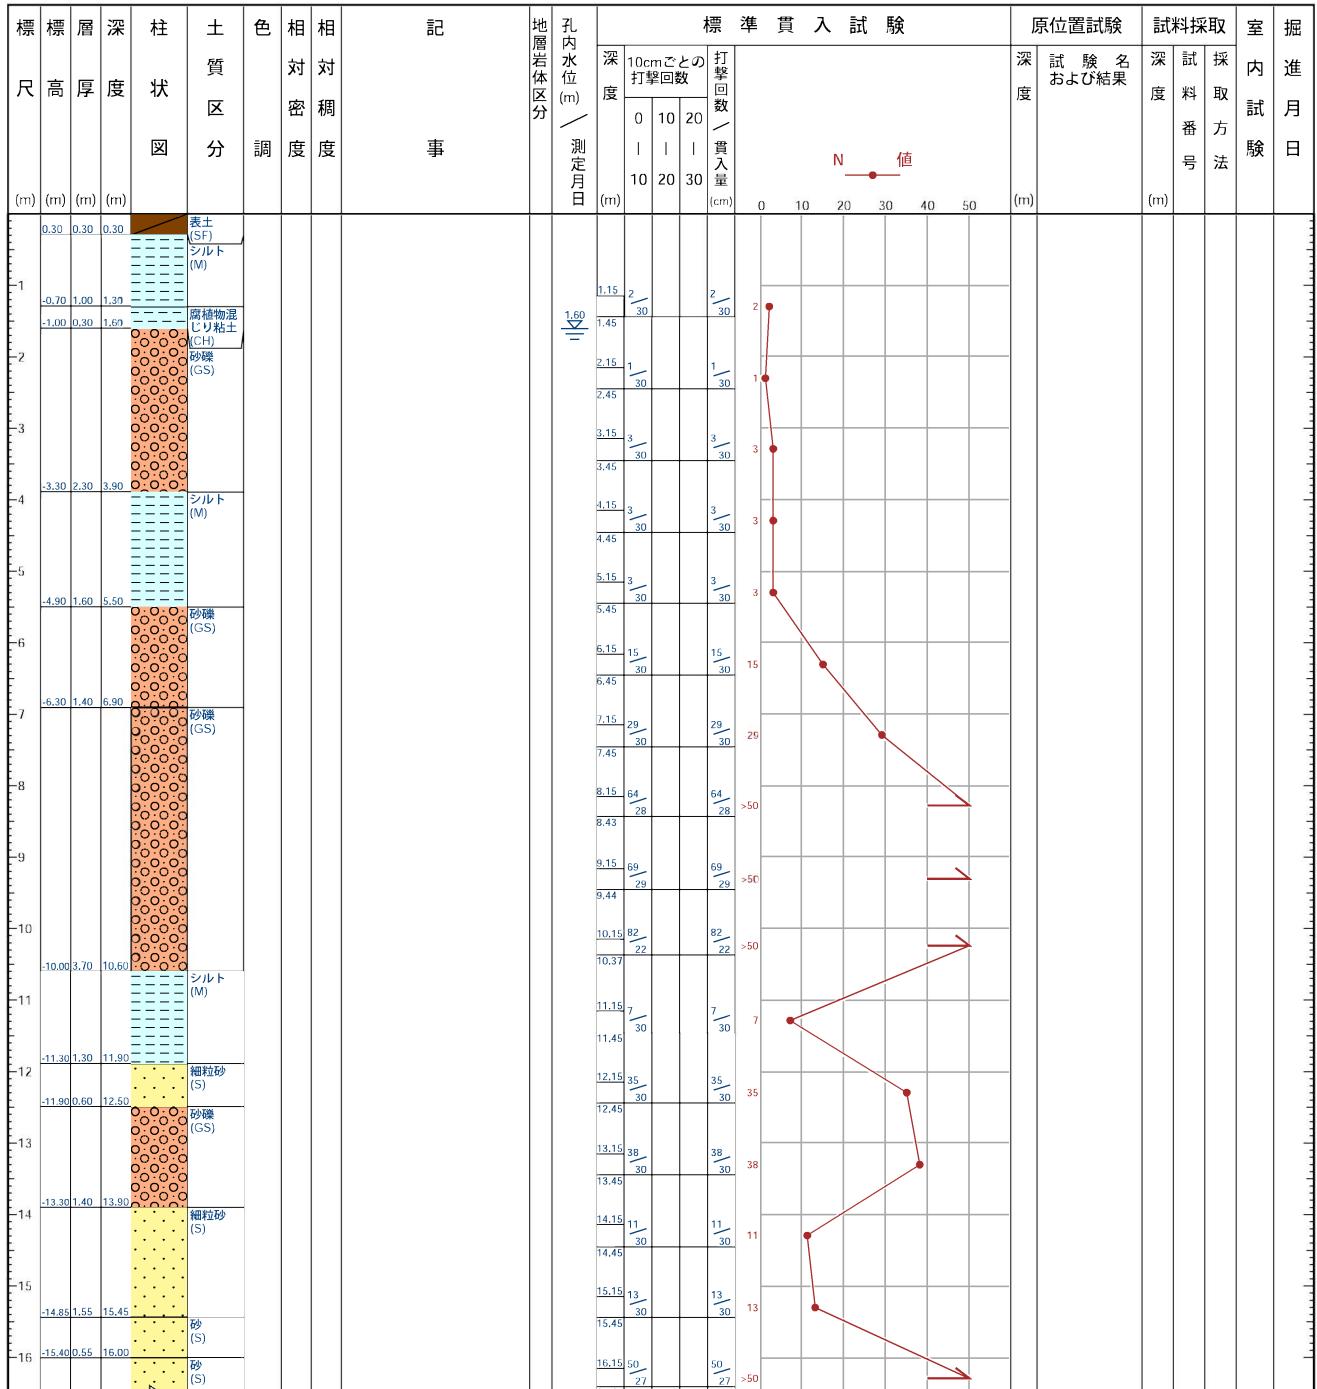 標尺(m)
標高(m)
層厚(m)
深度(m)
柱状図
土質区分
色調
相対密度
相対稠度
記事
地層岩体区分
孔内水位(m)／測定月日
標準貫入試験
深度(m)
10cmごとの
打撃回数
0 10 20
| | |
10 20 30
打撃回数／貫入量(cm)
N 値
0 10 20 30 40 50
原位置試験
深度(m)
試験名
および結果
試料採取
深度(m)
試料番号
採取方法
室内試験
掘進月日
0.30 0.30 0.30
表土
(SF)
シルト
(M)
1
-0.70 1.00 1.30
1.15 2/30 2/30 2
1.45
腐植物混
じり粘土
(CH)
-1.00 0.30 1.60
1.60
砂礫
(GS)
2
2.15 1/30 1/30 1
2.45
3
3.15 3/30 3/30 3
3.45
-3.30 2.30 3.90
シルト
(M)
4
4.15 3/30 3/30 3
4.45
5
5.15 3/30 3/30 3
5.45
-4.90 1.60 5.50
砂礫
(GS)
6
6.15 15/30 15/30 15
6.45
-6.30 1.40 6.90
砂礫
(GS)
7
7.15 29/30 29/30 29
7.45
8
8.15 64/28 64/28 >50
8.43
9
9.15 69/29 69/29 >50
9.44
10
10.15 82/22 82/22 >50
10.37
-10.00 3.70 10.60
シルト
(M)
11
11.15 7/30 7/30 7
11.45
-11.30 1.30 11.90
細粒砂
(S)
12
12.15 35/30 35/30 35
12.45
-11.90 0.60 12.50
砂礫
(GS)
13
13.15 38/30 38/30 38
13.45
-13.30 1.40 13.90
細粒砂
(S)
14
14.15 11/30 11/30 11
14.45
15
15.15 13/30 13/30 13
15.45
-14.85 1.55 15.45
砂
(S)
-15.40 0.55 16.00
16
砂
(S)
16.15 50/27 50/27 >50